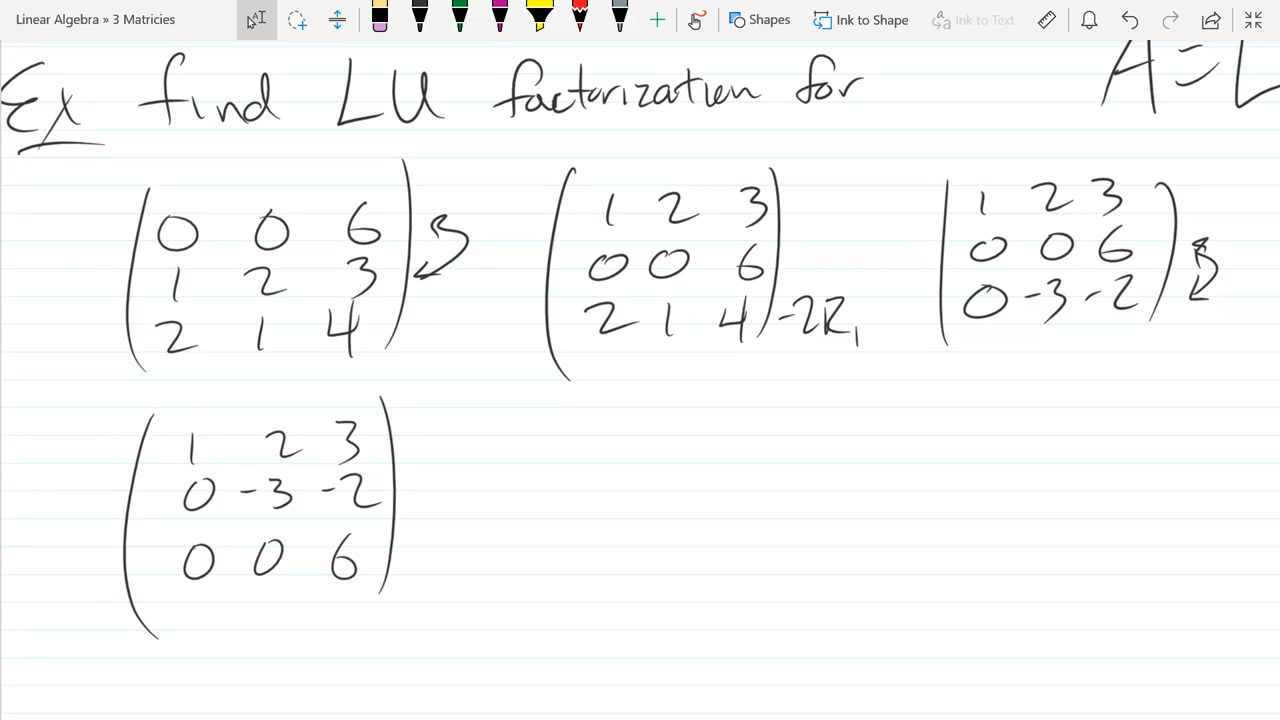 Linear Algebra » 3 Matricies
Shapes
Ink to Shape
Ink to Text
Ex find LU factorization for
A = L
0 0 6
1 2 3
2 1 4
1 2 3
0 0 6
2 1 4 -2R₁
1 2 3
0 0 6
0 -3 -2
1 2 3
0 -3 -2
0 0 6